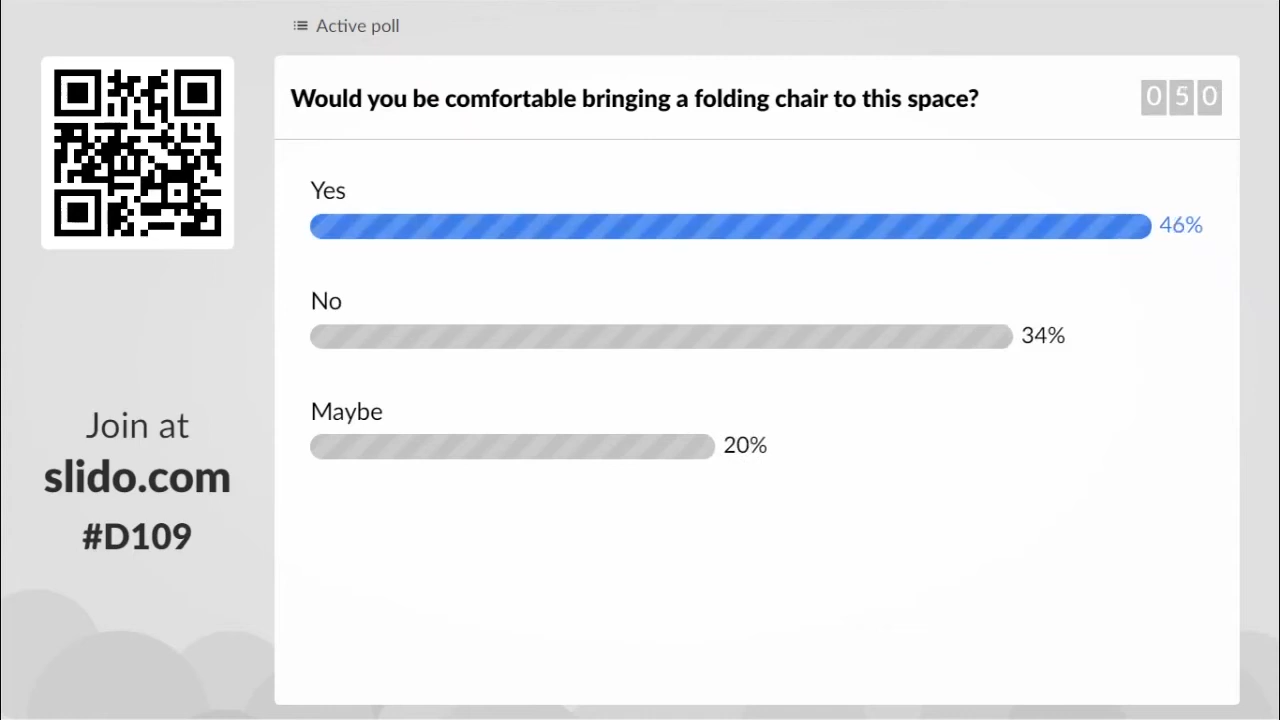 Active poll
Would you be comfortable bringing a folding chair to this space?
050
Yes
46%
No
34%
Maybe
20%
Join at
slido.com
#D109